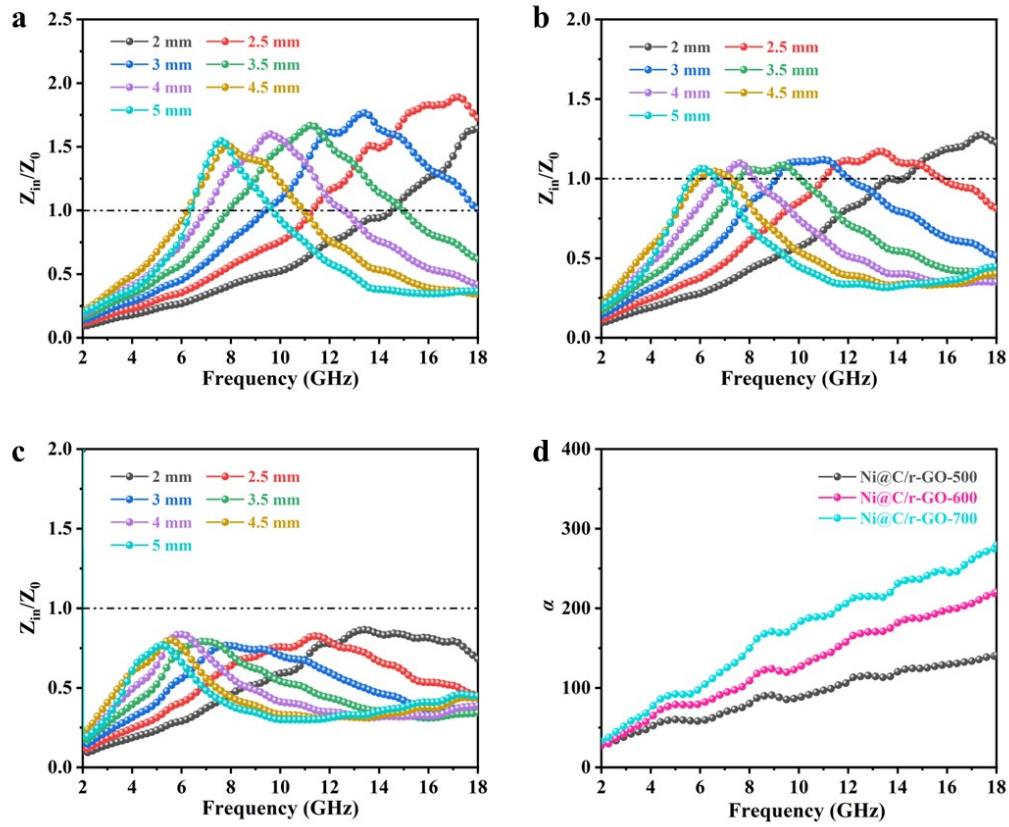 a
2.5
2.0
1.5
1.0
0.5
0.0
Z_in/Z_0
2 mm 2.5 mm
3 mm 3.5 mm
4 mm 4.5 mm
5 mm
2 4 6 8 10 12 14 16 18
Frequency (GHz)
b
2.0
1.5
1.0
0.5
0.0
Z_in/Z_0
2 mm 2.5 mm
3 mm 3.5 mm
4 mm 4.5 mm
5 mm
2 4 6 8 10 12 14 16 18
Frequency (GHz)
c
2.0
1.5
1.0
0.5
0.0
Z_in/Z_0
2 mm 2.5 mm
3 mm 3.5 mm
4 mm 4.5 mm
5 mm
2 4 6 8 10 12 14 16 18
Frequency (GHz)
d
400
300
200
100
0
α
Ni@C/r-GO-500
Ni@C/r-GO-600
Ni@C/r-GO-700
2 4 6 8 10 12 14 16 18
Frequency (GHz)